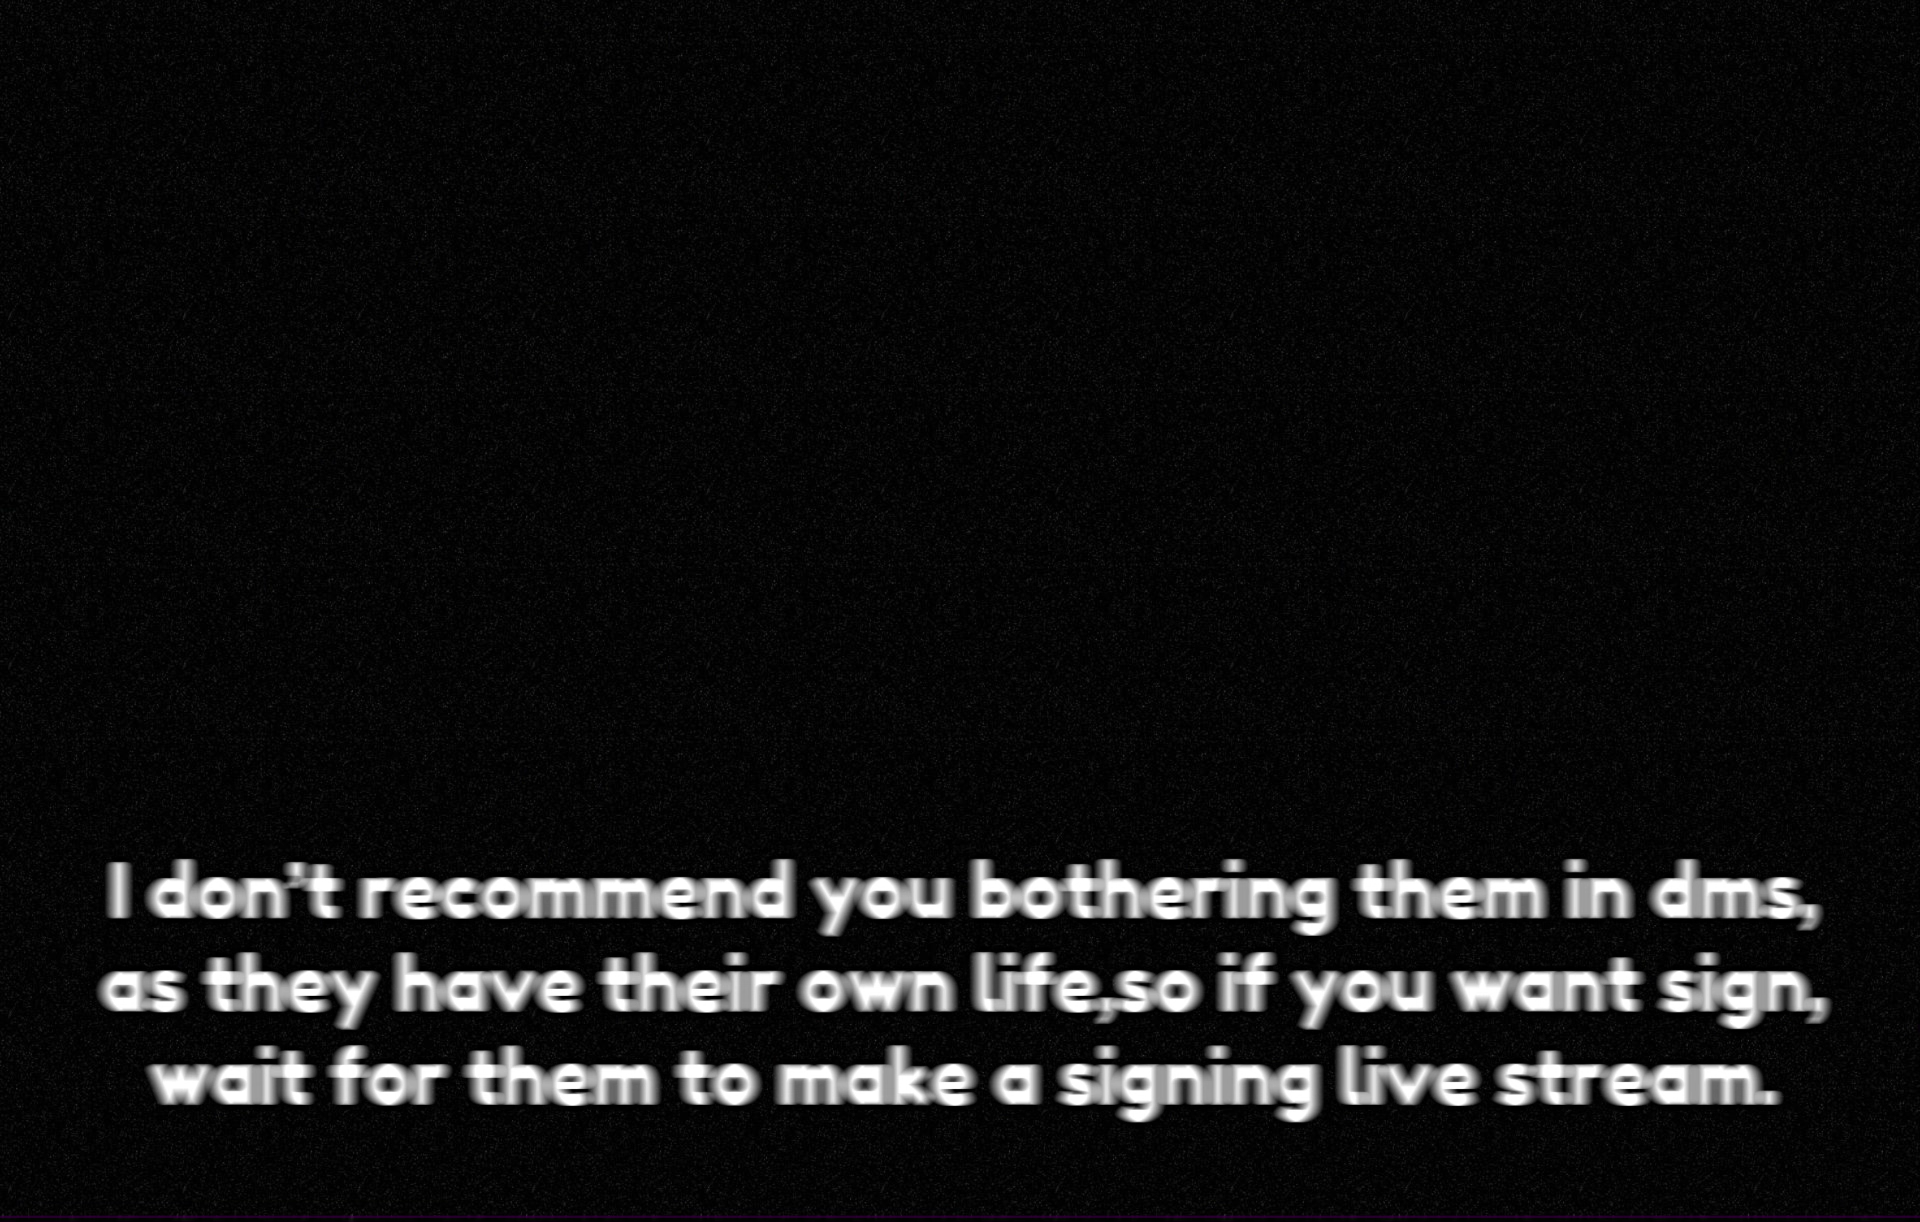 I don't recommend you bothering them in dms,
as they have their own life,so if you want sign,
wait for them to make a signing live stream.